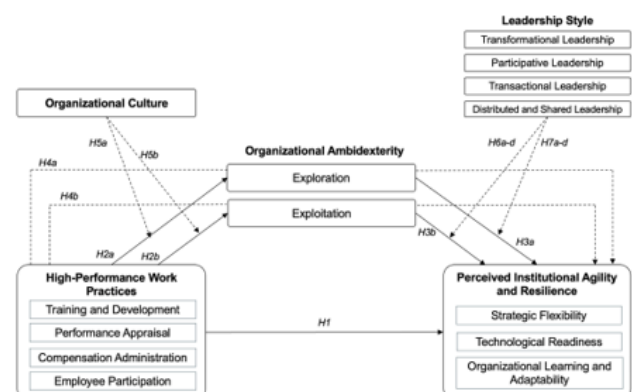 Leadership Style
Transformational Leadership
Participative Leadership
Transactional Leadership
Distributed and Shared Leadership
Organizational Culture
H5a
H5b
H6a-d
H7a-d
Organizational Ambidexterity
H4a
Exploration
H4b
Exploitation
H2a
H2b
H3b
H3a
High-Performance Work
Practices
Training and Development
Performance Appraisal
Compensation Administration
Employee Participation
H1
Perceived Institutional Agility
and Resilience
Strategic Flexibility
Technological Readiness
Organizational Learning and
Adaptability